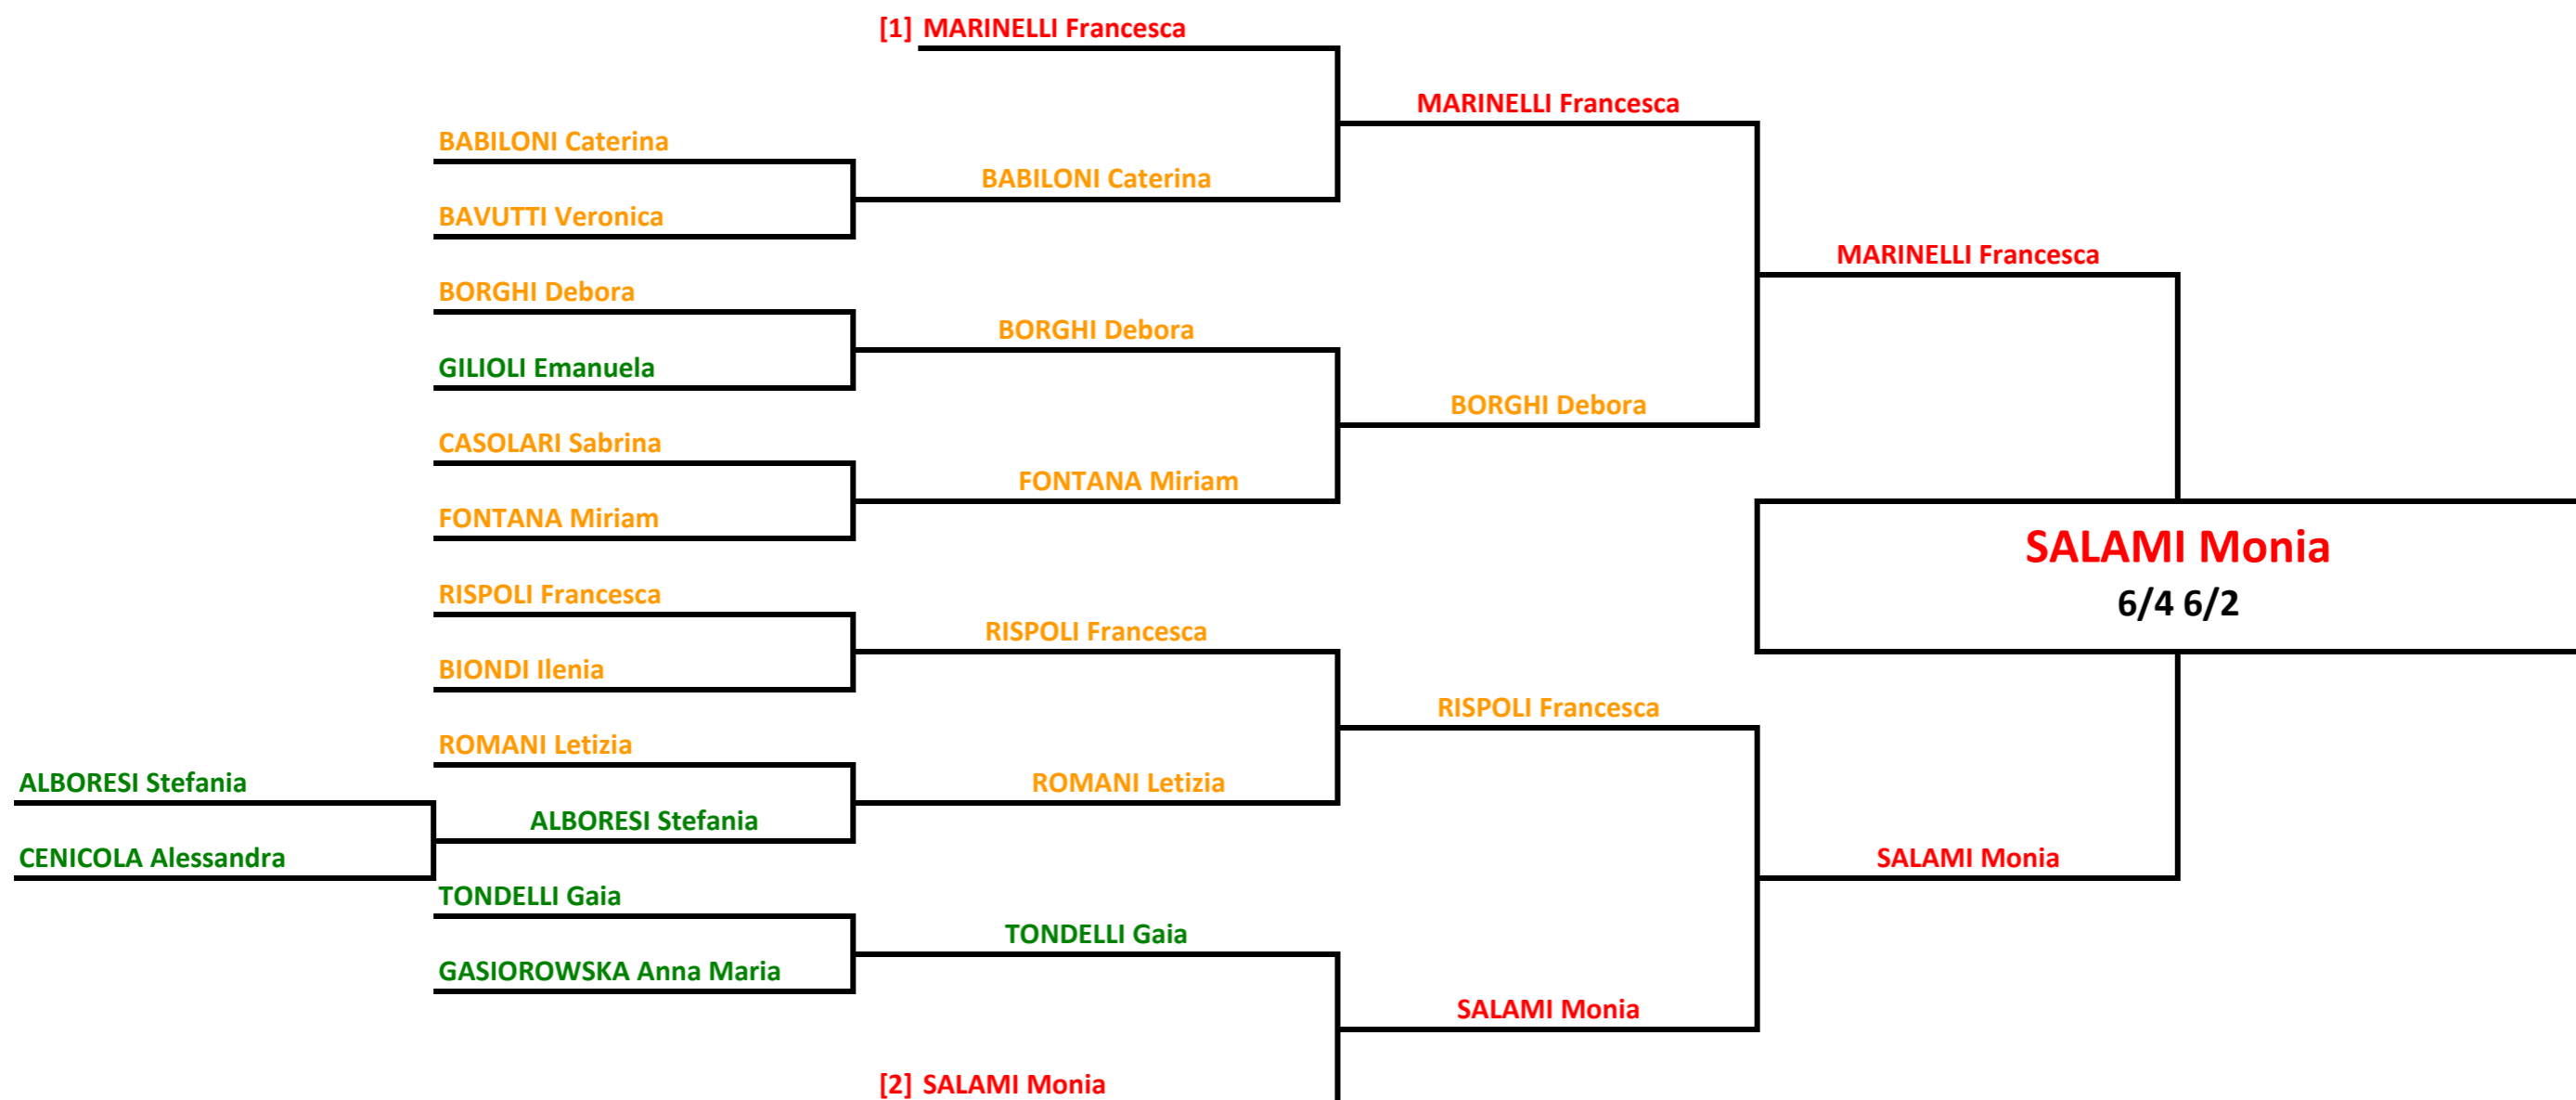 [1] MARINELLI Francesca
MARINELLI Francesca
BABILONI Caterina
BABILONI Caterina
BAVUTTI Veronica
MARINELLI Francesca
BORGHI Debora
BORGHI Debora
GILIOLI Emanuela
BORGHI Debora
CASOLARI Sabrina
FONTANA Miriam
FONTANA Miriam
SALAMI Monia
6/4 6/2
RISPOLI Francesca
RISPOLI Francesca
BIONDI Ilenia
RISPOLI Francesca
ROMANI Letizia
ALBORESI Stefania
ROMANI Letizia
ALBORESI Stefania
CENICOLA Alessandra
SALAMI Monia
TONDELLI Gaia
TONDELLI Gaia
GASIOROWSKA Anna Maria
SALAMI Monia
[2] SALAMI Monia